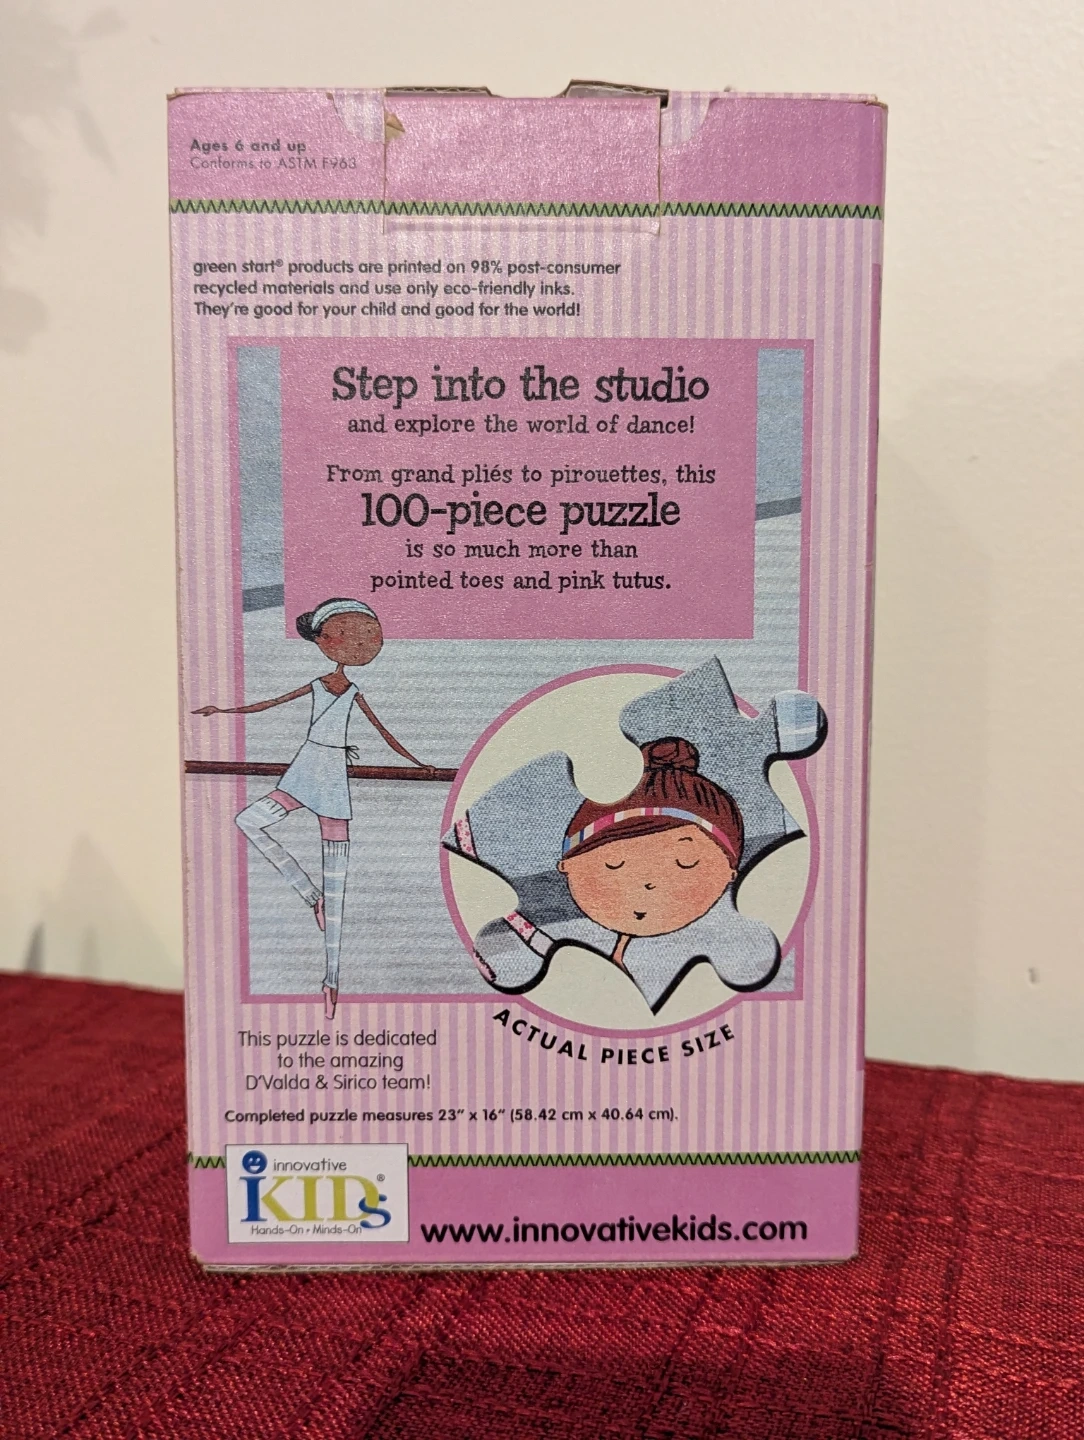 Ages 6 and up
Conforms to ASTM F963
green start® products are printed on 98% post-consumer
recycled materials and use only eco-friendly inks.
They're good for your child and good for the world!
Step into the studio
and explore the world of dance!
From grand pliés to pirouettes, this
100-piece puzzle
is so much more than
pointed toes and pink tutus.
ACTUAL PIECE SIZE
This puzzle is dedicated
to the amazing
D'Valda & Sirico team!
Completed puzzle measures 23" x 16" (58.42 cm x 40.64 cm).
innovative
iKIDs®
Hands-On • Minds-On
www.innovativekids.com